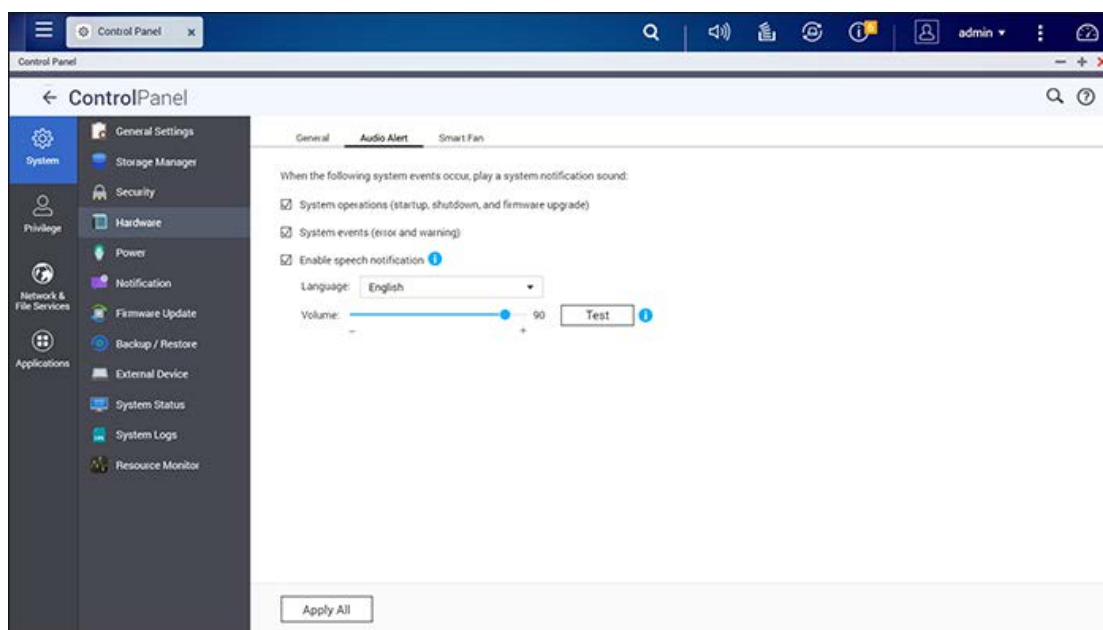 Control Panel x
admin
Control Panel
ControlPanel
System
Privilege
Network &
File Services
Applications
General Settings
Storage Manager
Security
Hardware
Power
Notification
Firmware Update
Backup / Restore
External Device
System Status
System Logs
Resource Monitor
General Audio Alert Smart Fan
When the following system events occur, play a system notification sound:
System operations (startup, shutdown, and firmware upgrade)
System events (error and warning)
Enable speech notification
Language: English
Volume: 90 Test
- +
Apply All